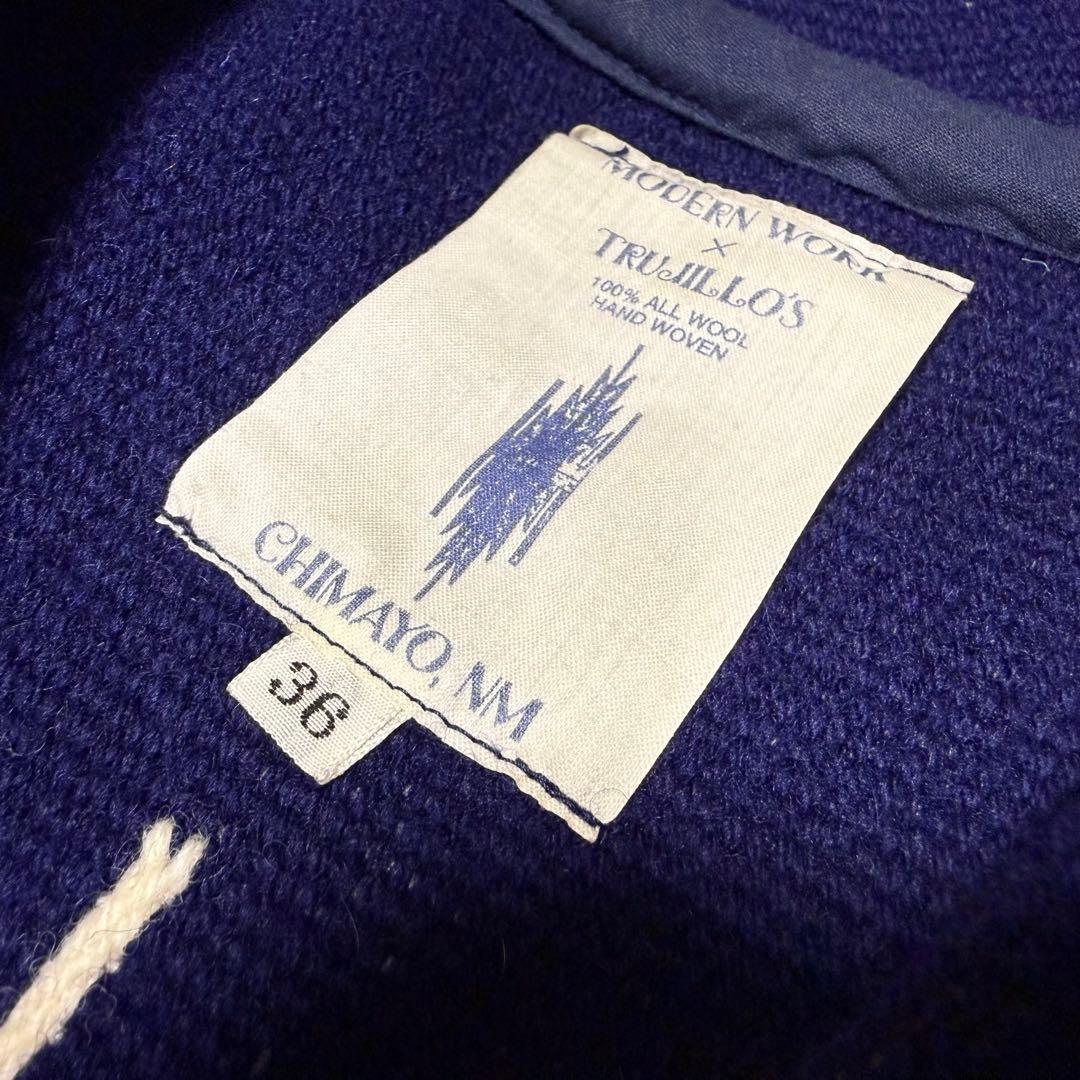 MODERN WORK
×
TRUJILLO'S
100% ALL WOOL
HAND WOVEN
CHIMAYO, NM
36